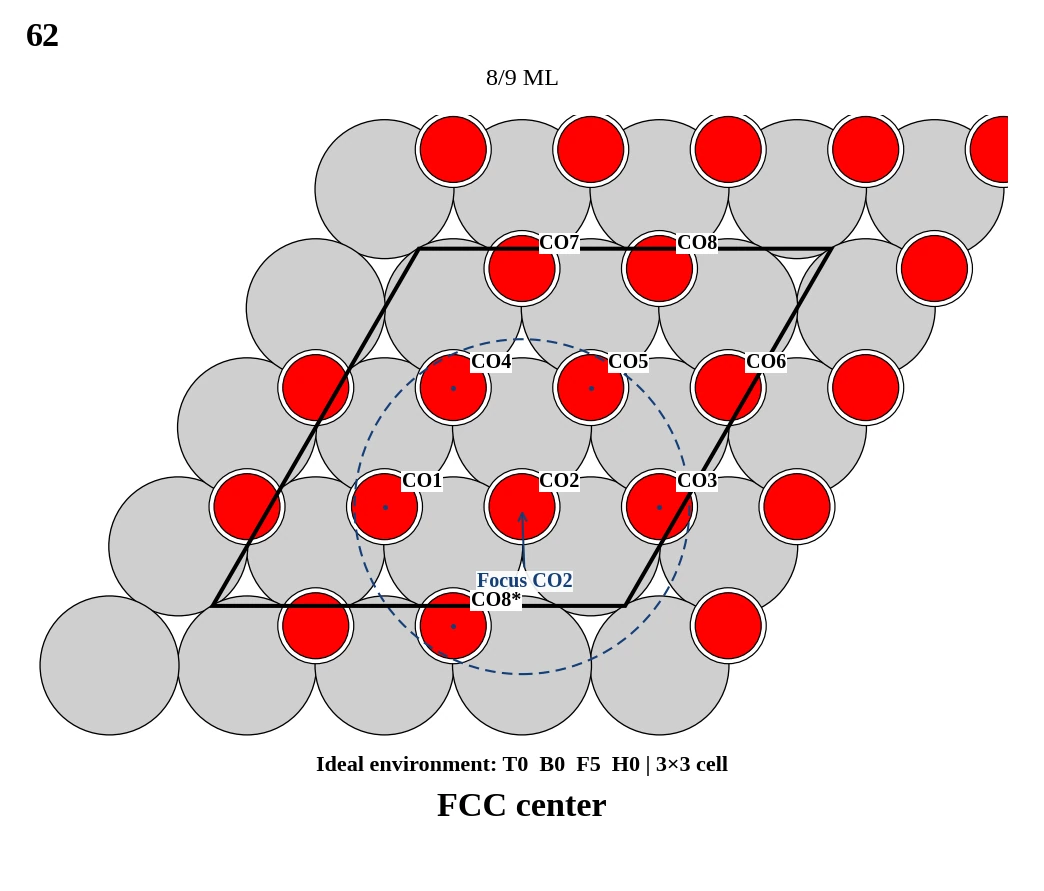 62
8/9 ML
CO7 CO8
CO4 CO5 CO6
CO1 CO2 CO3
Focus CO2
CO8*
Ideal environment: T0 B0 F5 H0 | 3×3 cell
FCC center